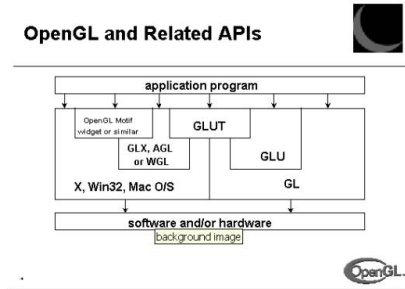 OpenGL and Related APIs
application program
OpenGL Motif
widget or similar
GLUT
GLX, AGL
or WGL
GLU
X, Win32, Mac O/S
GL
software and/or hardware
background image
OpenGL.